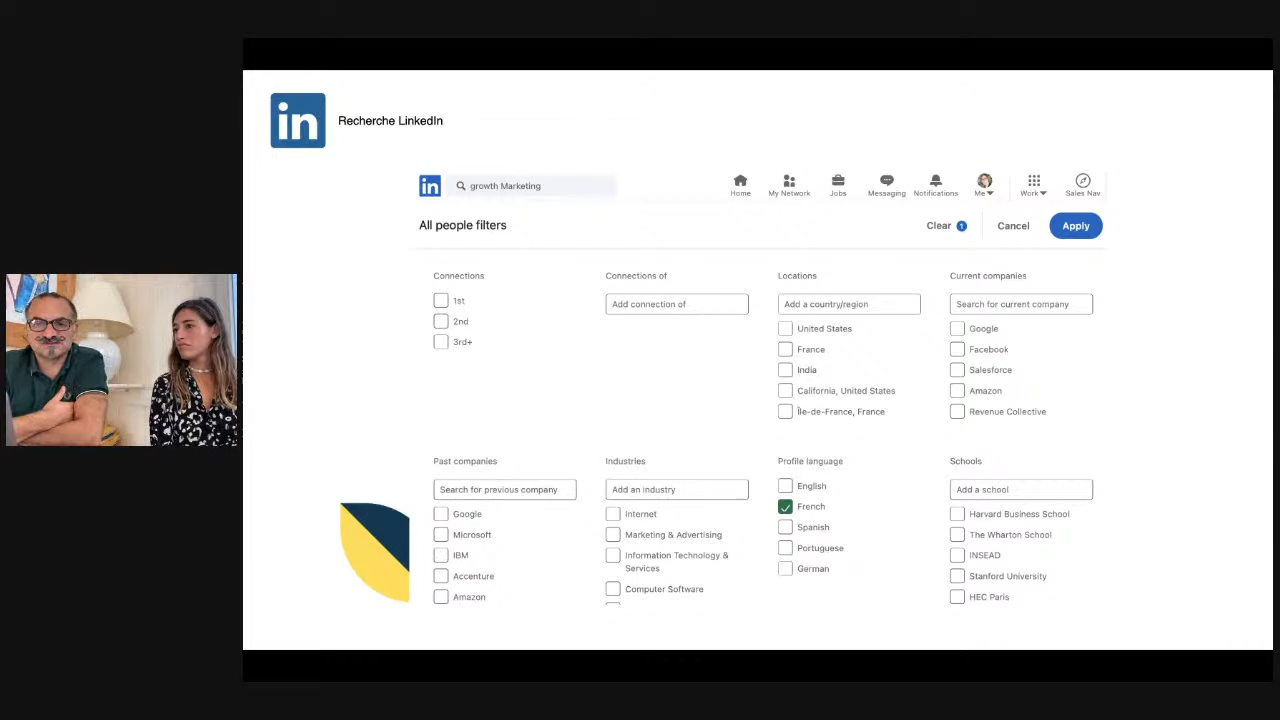 in
Recherche LinkedIn
in
growth Marketing
Home
My Network
Jobs
Messaging
Notifications
Me
Work
Sales Nav
All people filters
Clear 1
Cancel
Apply
Connections
1st
2nd
3rd+
Connections of
Add connection of
Locations
Add a country/region
United States
France
India
California, United States
Île-de-France, France
Current companies
Search for current company
Google
Facebook
Salesforce
Amazon
Revenue Collective
Past companies
Search for previous company
Google
Microsoft
IBM
Accenture
Amazon
Industries
Add an industry
Internet
Marketing & Advertising
Information Technology &
Services
Computer Software
Profile language
English
French
Spanish
Portuguese
German
Schools
Add a school
Harvard Business School
The Wharton School
INSEAD
Stanford University
HEC Paris